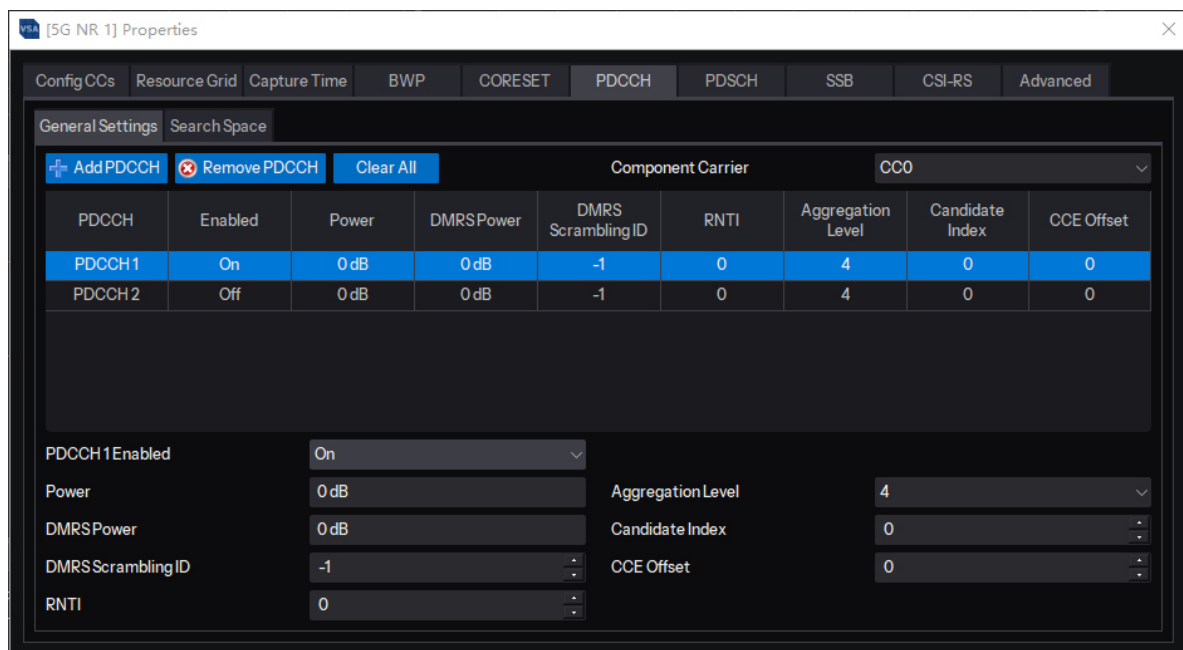 VSA [5G NR 1] Properties
Config CCs Resource Grid Capture Time BWP CORESET PDCCH PDSCH SSB CSI-RS Advanced
General Settings Search Space
Add PDCCH Remove PDCCH Clear All Component Carrier CC0
PDCCH Enabled Power DMRS Power DMRS Scrambling ID RNTI Aggregation Level Candidate Index CCE Offset
PDCCH 1 On 0 dB 0 dB -1 0 4 0 0
PDCCH 2 Off 0 dB 0 dB -1 0 4 0 0
PDCCH 1 Enabled On
Power 0 dB Aggregation Level 4
DMRS Power 0 dB Candidate Index 0
DMRS Scrambling ID -1 CCE Offset 0
RNTI 0